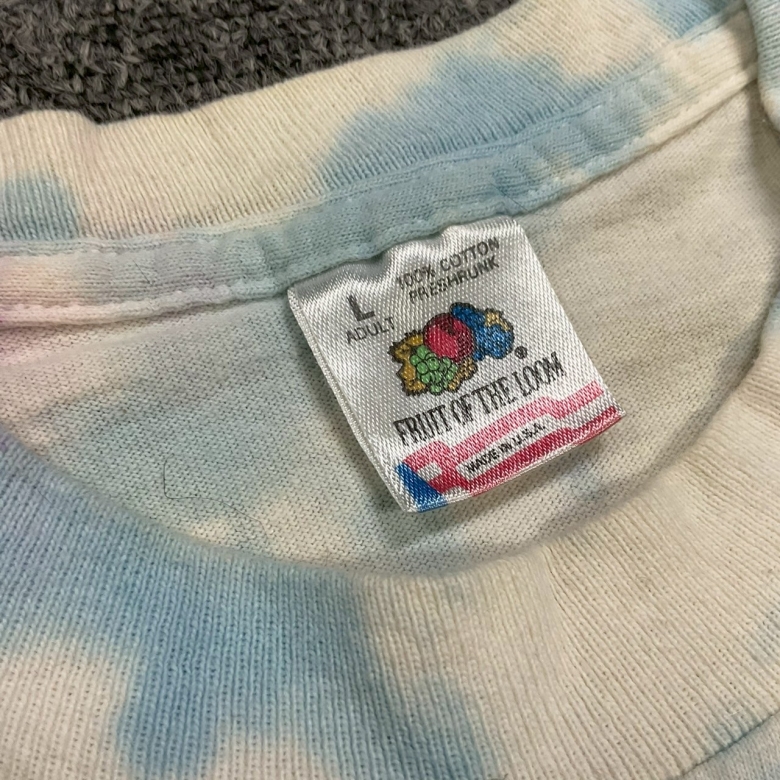 L
ADULT
100% COTTON
PRESHRUNK
FRUIT OF THE LOOM
®
MADE IN U.S.A.